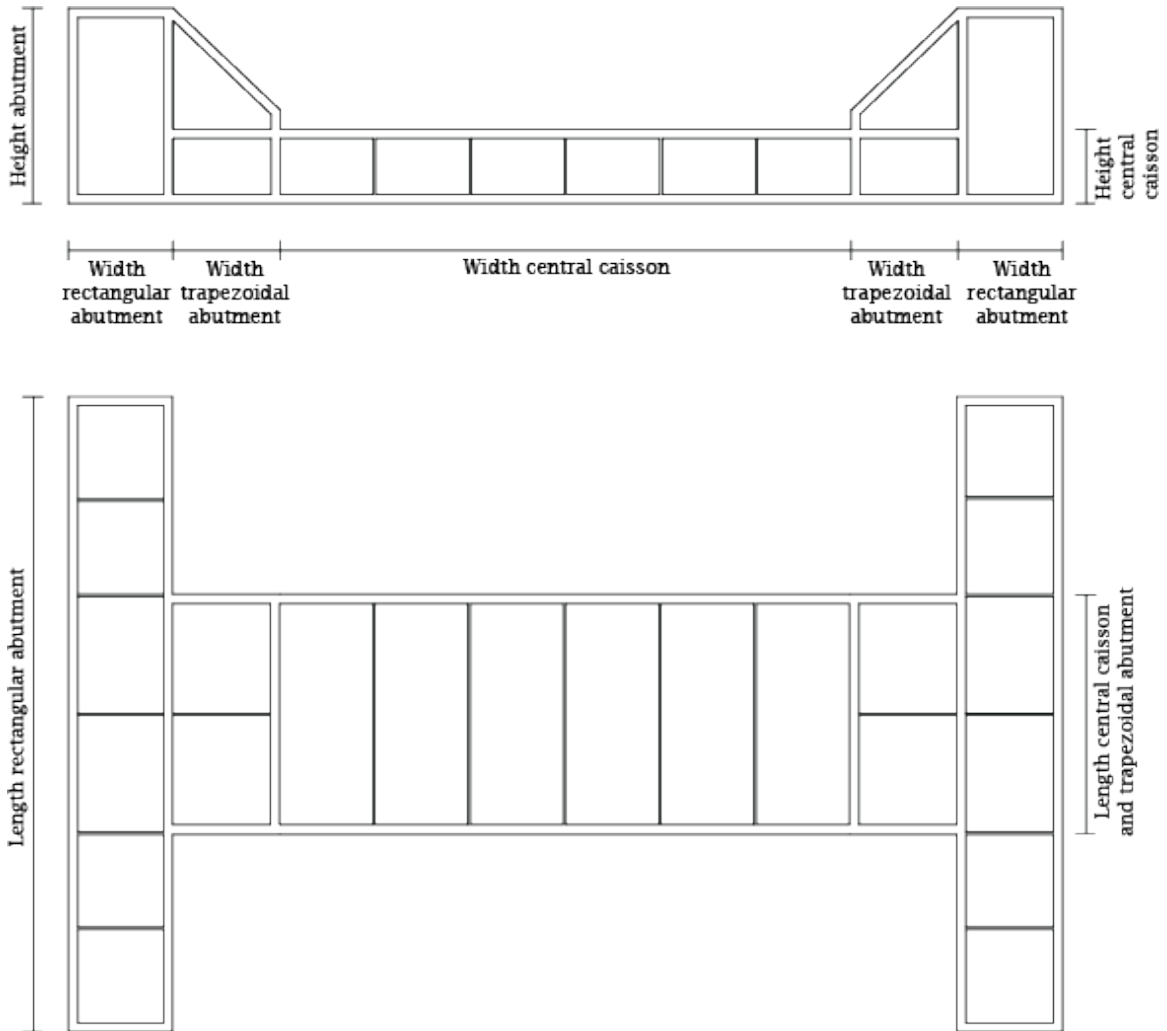 Height abutment
Height
central
caisson
Width
rectangular
abutment
Width
trapezoidal
abutment
Width central caisson
Width
trapezoidal
abutment
Width
rectangular
abutment
Length rectangular abutment
Length central caisson
and trapezoidal abutment